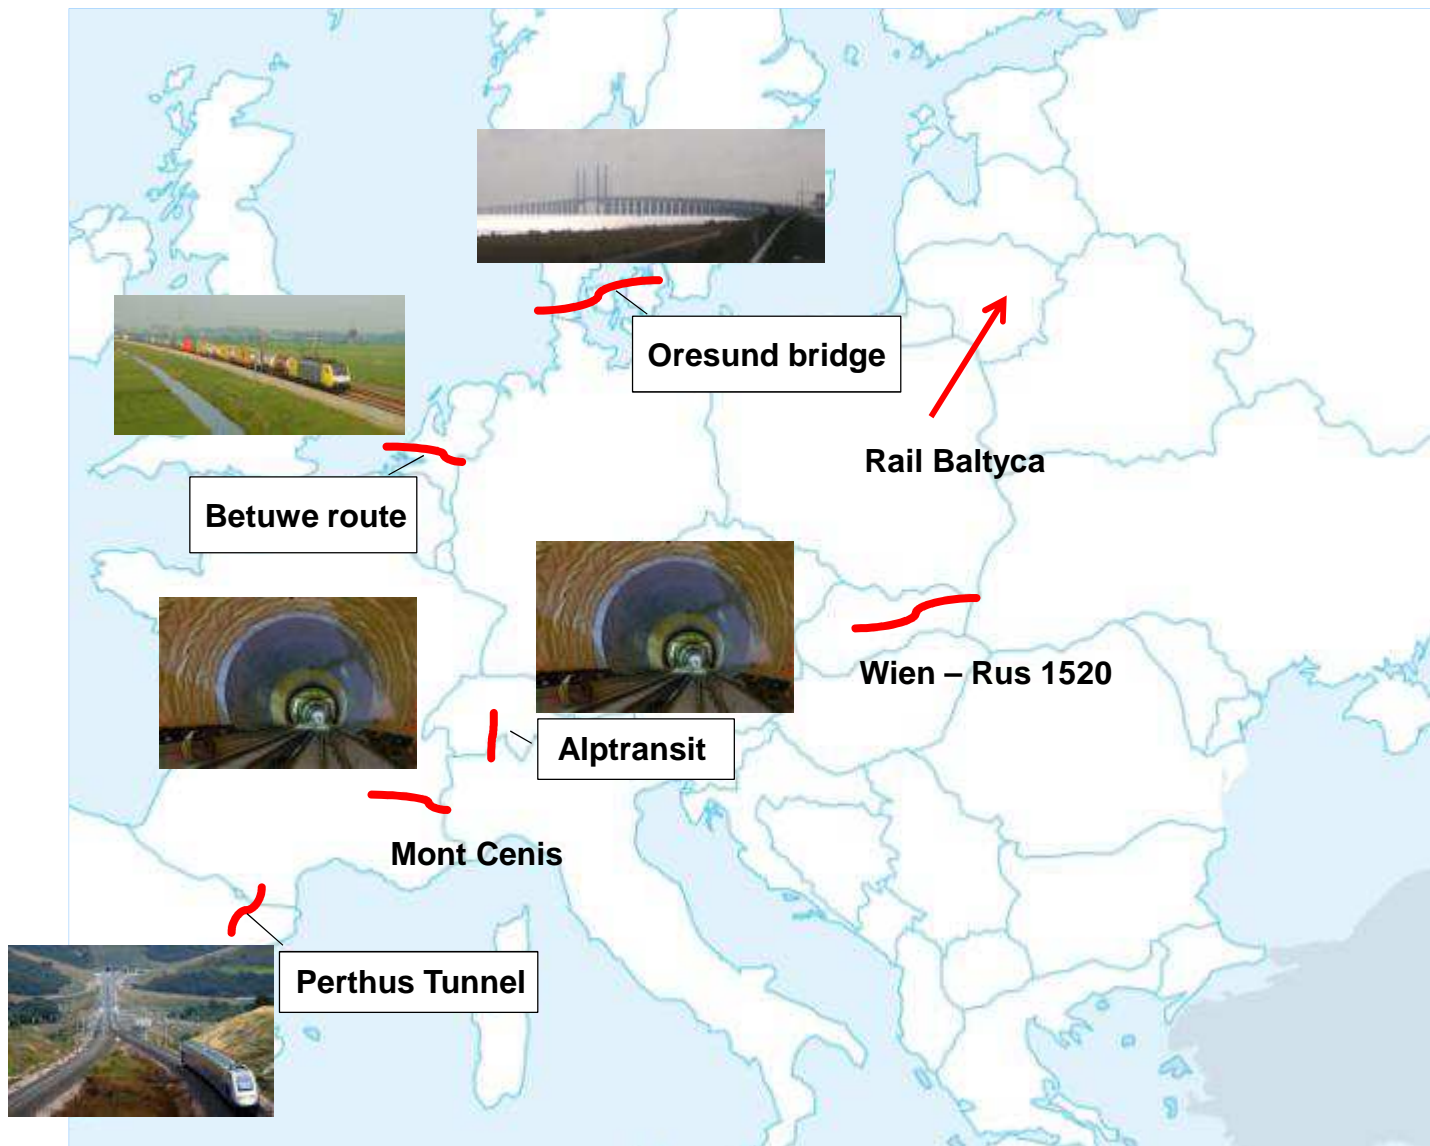 Oresund bridge
Rail Baltyca
Betuwe route
Wien – Rus 1520
Alptransit
Mont Cenis
Perthus Tunnel